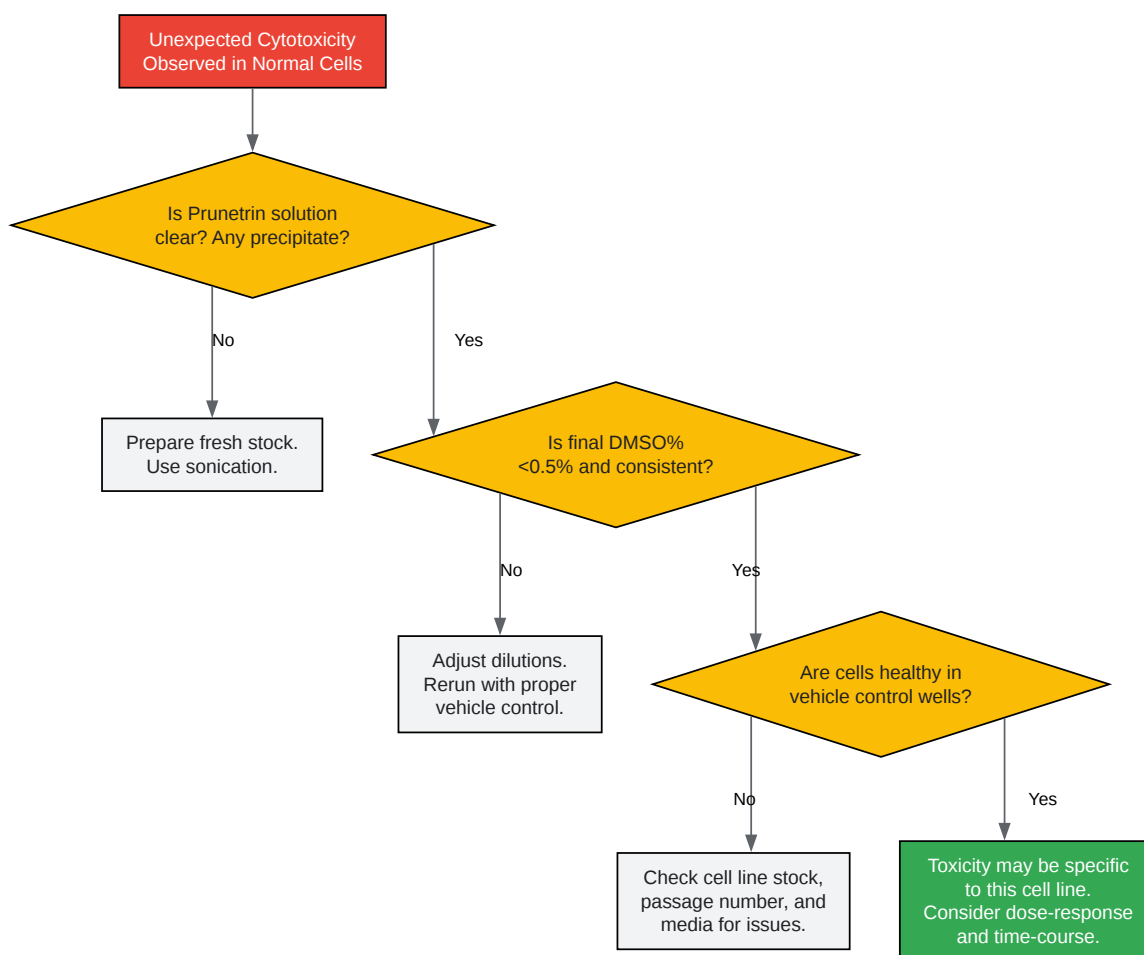 Unexpected Cytotoxicity
Observed in Normal Cells
Is Prunetrin solution
clear? Any precipitate?
No
Yes
Prepare fresh stock.
Use sonication.
Is final DMSO%
<0.5% and consistent?
No
Yes
Adjust dilutions.
Rerun with proper
vehicle control.
Are cells healthy in
vehicle control wells?
No
Yes
Check cell line stock,
passage number, and
media for issues.
Toxicity may be specific
to this cell line.
Consider dose-response
and time-course.